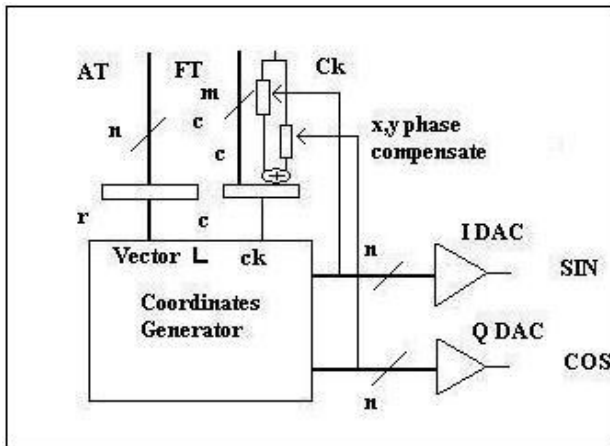 AT FT Ck
m
n c x,y phase
compensate
c
r c
Vector L ck
Coordinates
Generator
n I DAC
SIN
Q DAC
COS
n